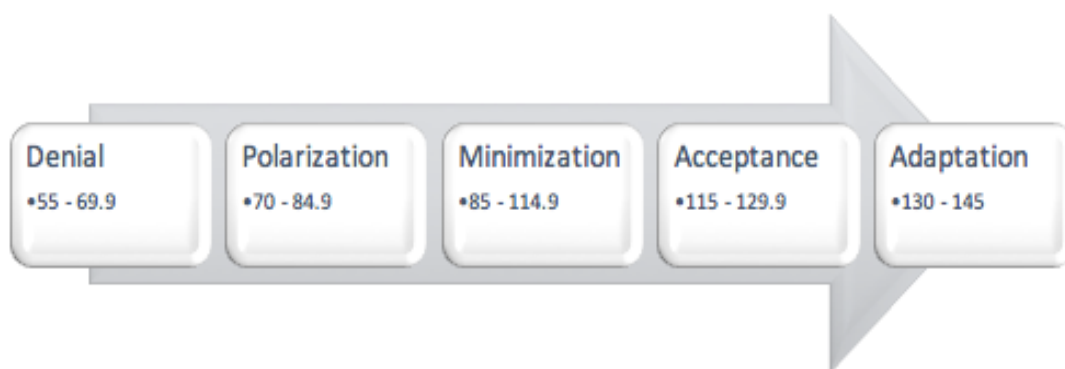 Denial
•55 - 69.9
Polarization
•70 - 84.9
Minimization
•85 - 114.9
Acceptance
•115 - 129.9
Adaptation
•130 - 145